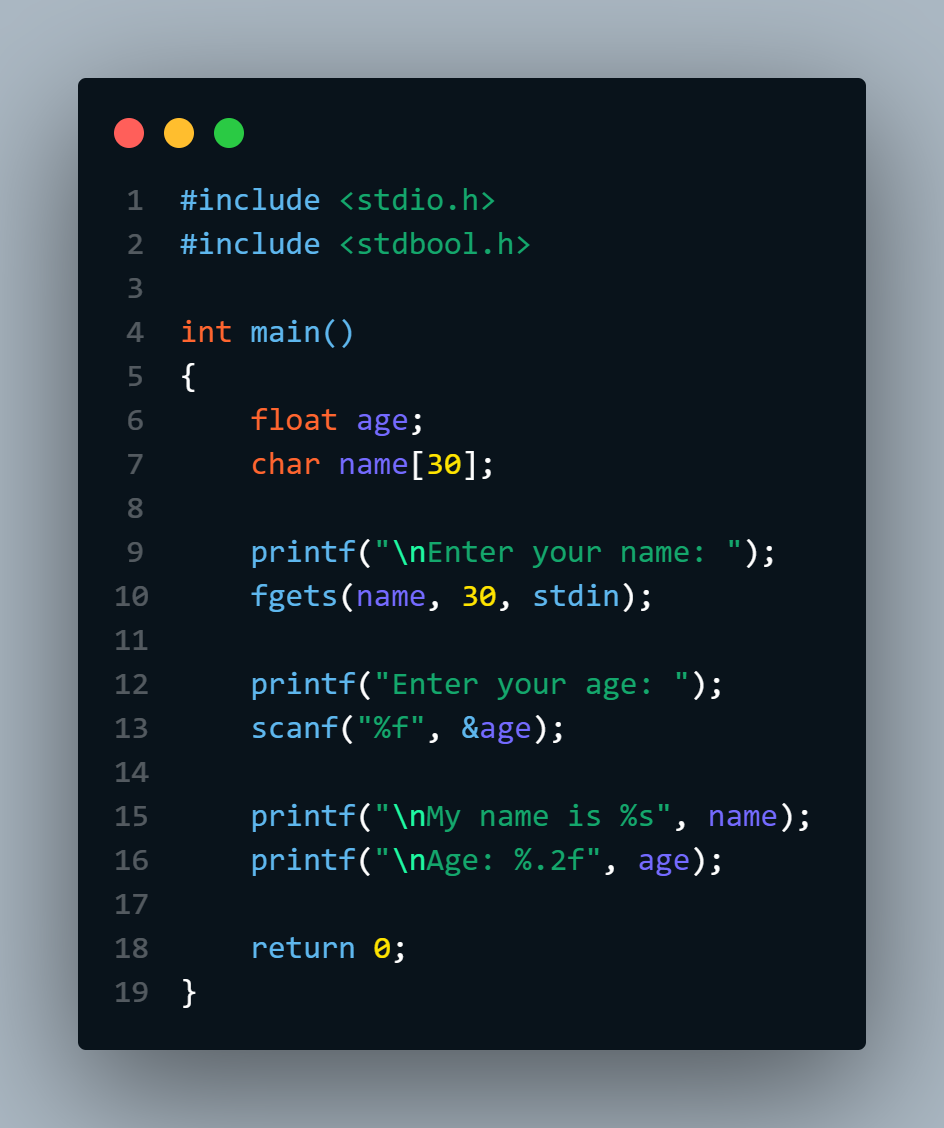 1 #include <stdio.h>
2 #include <stdbool.h>
3
4 int main()
5 {
6     float age;
7     char name[30];
8
9     printf("\nEnter your name: ");
10     fgets(name, 30, stdin);
11
12     printf("Enter your age: ");
13     scanf("%f", &age);
14
15     printf("\nMy name is %s", name);
16     printf("\nAge: %.2f", age);
17
18     return 0;
19 }